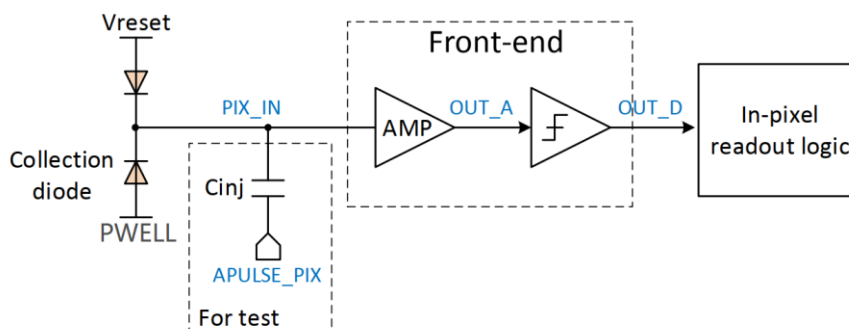 Vreset
Front-end
PIX_IN
OUT_A
OUT_D
AMP
In-pixel
readout logic
Collection
diode
Cinj
PWELL
APULSE_PIX
For test